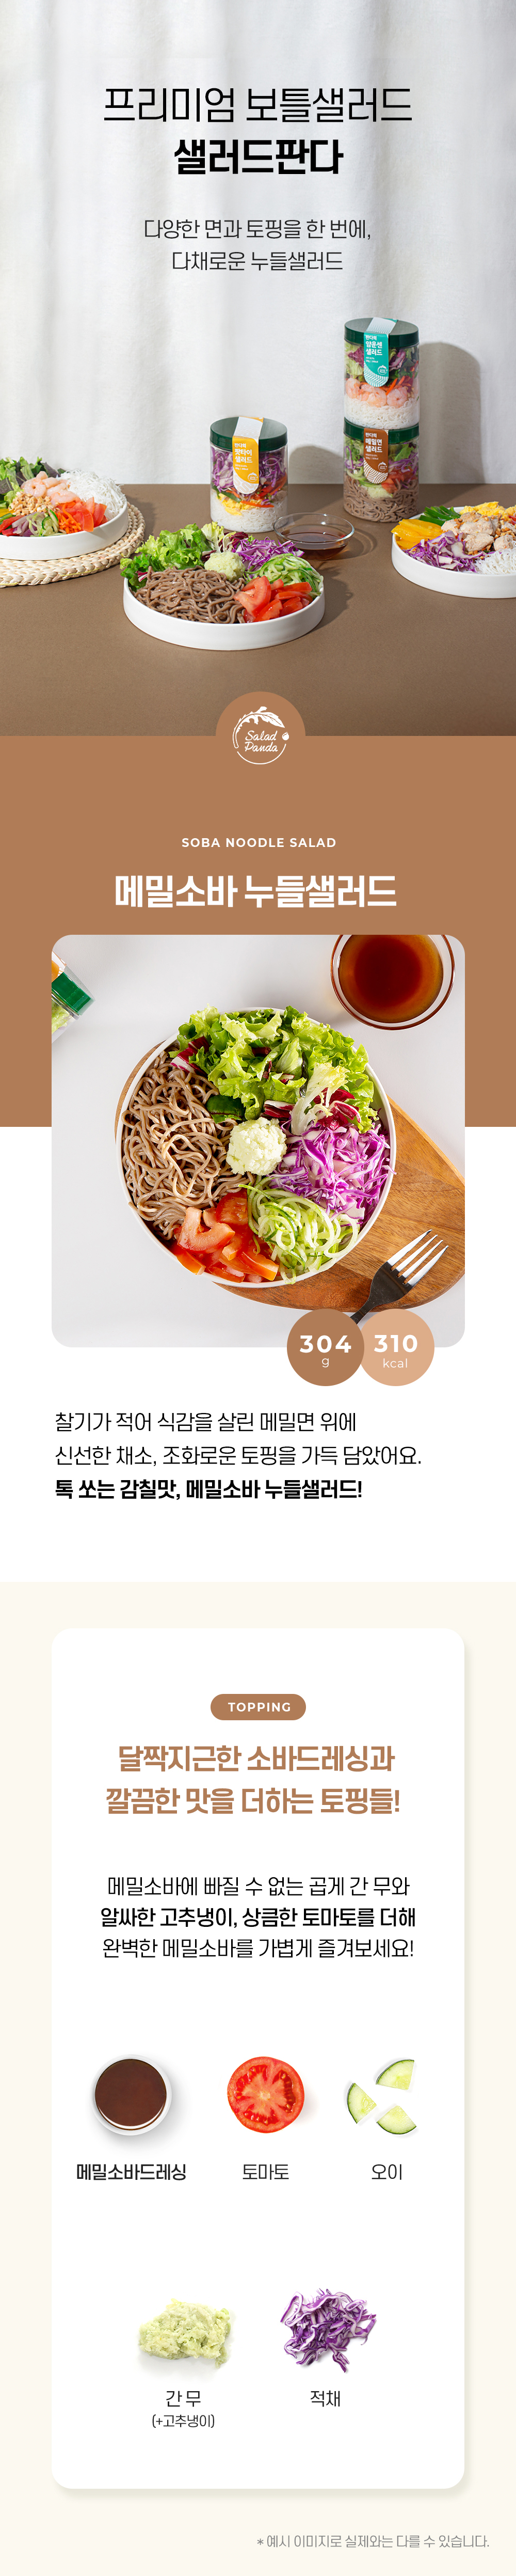 프리미엄 보틀샐러드
샐러드판다
다양한 면과 토핑을 한 번에,
다채로운 누들샐러드
Salad
Panda
SOBA NOODLE SALAD
메밀소바 누들샐러드
304
g
310
kcal
찰기가 적어 식감을 살린 메밀면 위에
신선한 채소, 조화로운 토핑을 가득 담았어요.
톡 쏘는 감칠맛, 메밀소바 누들샐러드!
TOPPING
달짝지근한 소바드레싱과
깔끔한 맛을 더하는 토핑들!
메밀소바에 빠질 수 없는 곱게 간 무와
알싸한 고추냉이, 상큼한 토마토를 더해
완벽한 메밀소바를 가볍게 즐겨보세요!
메밀소바드레싱
토마토
오이
간 무
(+고추냉이)
적채
* 예시 이미지로 실제와는 다를 수 있습니다.